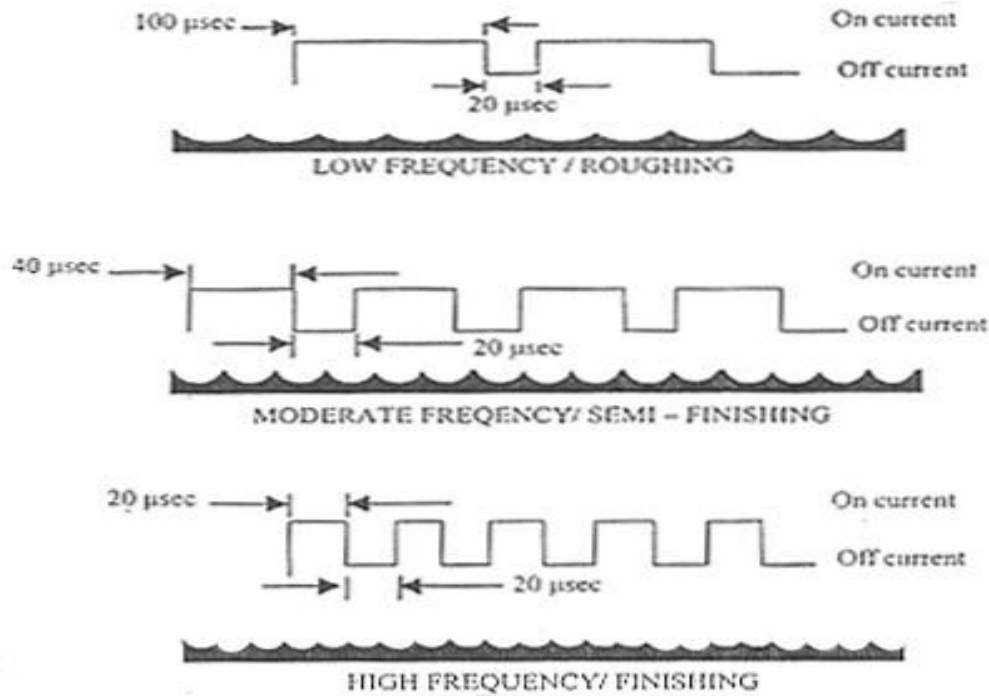 100 µsec
On current
Off current
20 µsec
LOW FREQUENCY / ROUGHING
40 µsec
On current
Off current
20 µsec
MODERATE FREQENCY/ SEMI – FINISHING
20 µsec
On current
Off current
20 µsec
HIGH FREQUENCY/ FINISHING